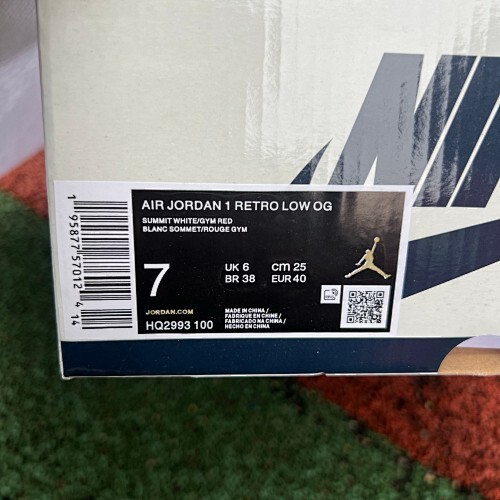 NIKE
AIR JORDAN 1 RETRO LOW OG
SUMMIT WHITE/GYM RED
BLANC SOMMET/ROUGE GYM
7
UK 6 cm 25
BR 38 EUR 40
JORDAN.COM
HQ2993 100
MADE IN CHINA/
FABRIQUE EN CHINE/
FABRICADO NA CHINA/
HECHO EN CHINA
1 95877 57012 4 14